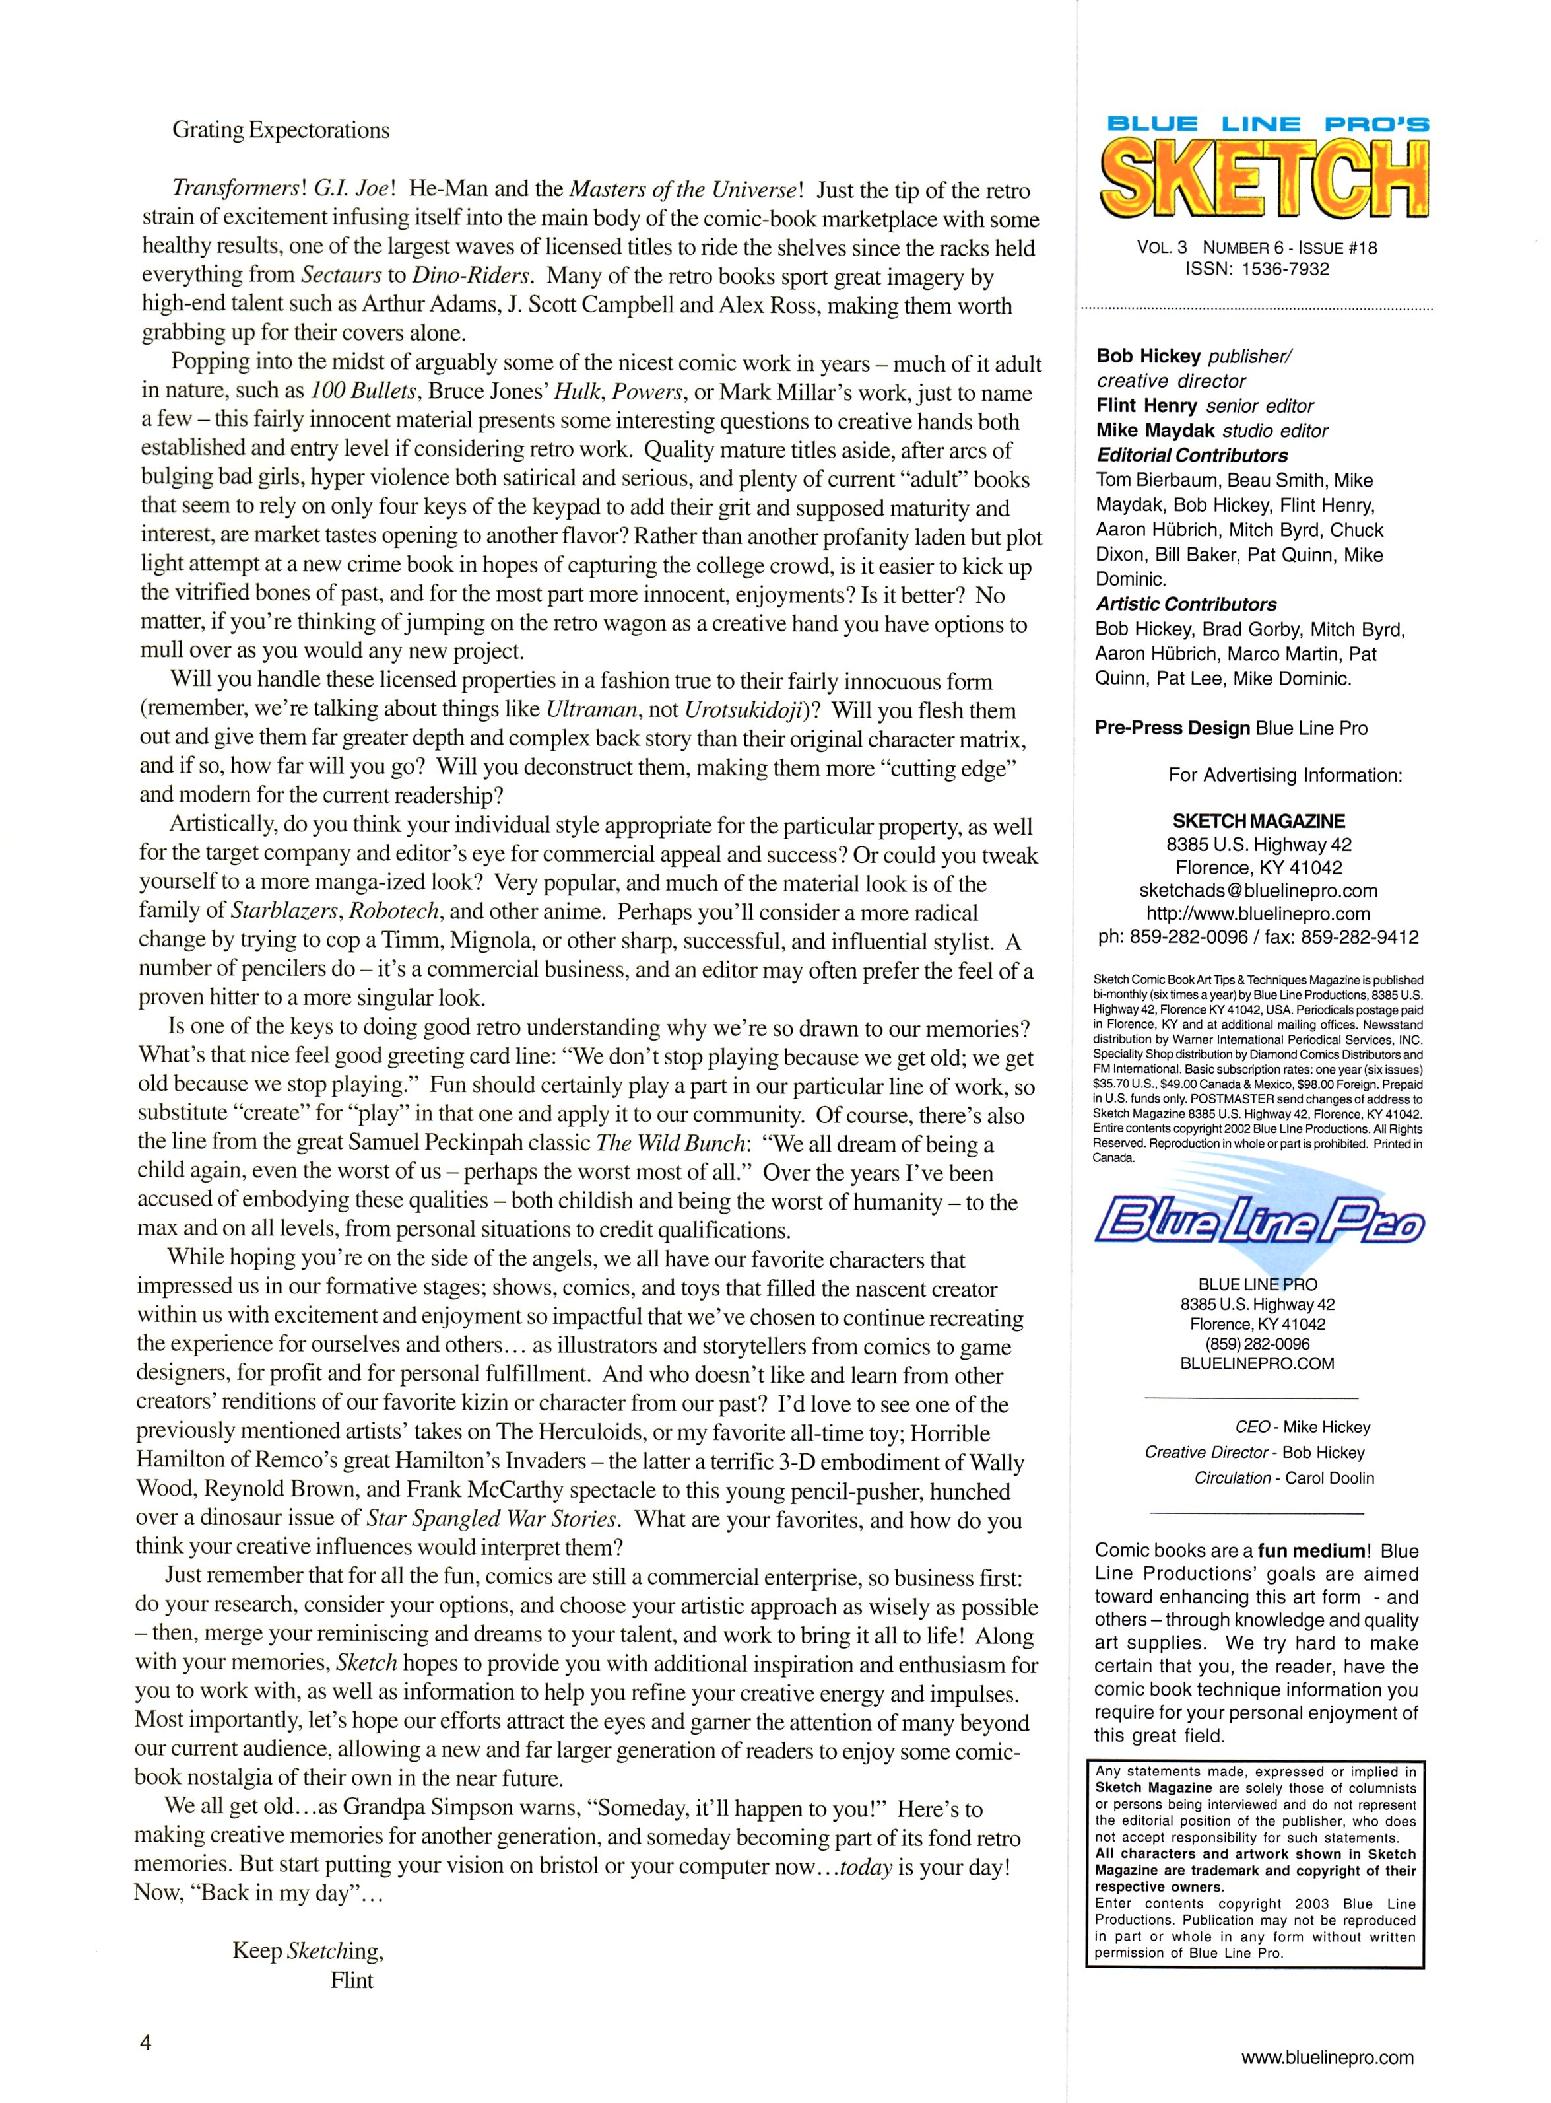 Grating Expectorations
Transformers! G.I. Joe! He-Man and the Masters of the Universe! Just the tip of the retro
strain of excitement infusing itself into the main body of the comic-book marketplace with some
healthy results, one of the largest waves of licensed titles to ride the shelves since the racks held
everything from Sectaurs to Dino-Riders. Many of the retro books sport great imagery by
high-end talent such as Arthur Adams, J. Scott Campbell and Alex Ross, making them worth
grabbing up for their covers alone.
Popping into the midst of arguably some of the nicest comic work in years – much of it adult
in nature, such as 100 Bullets, Bruce Jones' Hulk, Powers, or Mark Millar's work, just to name
a few – this fairly innocent material presents some interesting questions to creative hands both
established and entry level if considering retro work. Quality mature titles aside, after arcs of
bulging bad girls, hyper violence both satirical and serious, and plenty of current “adult” books
that seem to rely on only four keys of the keypad to add their grit and supposed maturity and
interest, are market tastes opening to another flavor? Rather than another profanity laden but plot
light attempt at a new crime book in hopes of capturing the college crowd, is it easier to kick up
the vitrified bones of past, and for the most part more innocent, enjoyments? Is it better? No
matter, if you're thinking of jumping on the retro wagon as a creative hand you have options to
mull over as you would any new project.
Will you handle these licensed properties in a fashion true to their fairly innocuous form
(remember, we're talking about things like Ultraman, not Urotsukidoji)? Will you flesh them
out and give them far greater depth and complex back story than their original character matrix,
and if so, how far will you go? Will you deconstruct them, making them more “cutting edge”
and modern for the current readership?
Artistically, do you think your individual style appropriate for the particular property, as well
for the target company and editor's eye for commercial appeal and success? Or could you tweak
yourself to a more manga-ized look? Very popular, and much of the material look is of the
family of Starblazers, Robotech, and other anime. Perhaps you'll consider a more radical
change by trying to cop a Timm, Mignola, or other sharp, successful, and influential stylist. A
number of pencilers do – it's a commercial business, and an editor may often prefer the feel of a
proven hitter to a more singular look.
Is one of the keys to doing good retro understanding why we're so drawn to our memories?
What's that nice feel good greeting card line: “We don't stop playing because we get old; we get
old because we stop playing.” Fun should certainly play a part in our particular line of work, so
substitute “create” for “play” in that one and apply it to our community. Of course, there's also
the line from the great Samuel Peckinpah classic The Wild Bunch: “We all dream of being a
child again, even the worst of us – perhaps the worst most of all.” Over the years I've been
accused of embodying these qualities – both childish and being the worst of humanity – to the
max and on all levels, from personal situations to credit qualifications.
While hoping you're on the side of the angels, we all have our favorite characters that
impressed us in our formative stages; shows, comics, and toys that filled the nascent creator
within us with excitement and enjoyment so impactful that we've chosen to continue recreating
the experience for ourselves and others… as illustrators and storytellers from comics to game
designers, for profit and for personal fulfillment. And who doesn't like and learn from other
creators' renditions of our favorite kizin or character from our past? I'd love to see one of the
previously mentioned artists' takes on The Herculoids, or my favorite all-time toy; Horrible
Hamilton of Remco's great Hamilton's Invaders – the latter a terrific 3-D embodiment of Wally
Wood, Reynold Brown, and Frank McCarthy spectacle to this young pencil-pusher, hunched
over a dinosaur issue of Star Spangled War Stories. What are your favorites, and how do you
think your creative influences would interpret them?
Just remember that for all the fun, comics are still a commercial enterprise, so business first:
do your research, consider your options, and choose your artistic approach as wisely as possible
– then, merge your reminiscing and dreams to your talent, and work to bring it all to life! Along
with your memories, Sketch hopes to provide you with additional inspiration and enthusiasm for
you to work with, as well as information to help you refine your creative energy and impulses.
Most importantly, let's hope our efforts attract the eyes and garner the attention of many beyond
our current audience, allowing a new and far larger generation of readers to enjoy some comic-
book nostalgia of their own in the near future.
We all get old…as Grandpa Simpson warns, “Someday, it'll happen to you!” Here's to
making creative memories for another generation, and someday becoming part of its fond retro
memories. But start putting your vision on bristol or your computer now…today is your day!
Now, “Back in my day”…
Keep Sketching,
Flint
4
BLUE LINE PRO'S
SKETCH
VOL. 3 NUMBER 6 - ISSUE #18
ISSN: 1536-7932
Bob Hickey publisher/
creative director
Flint Henry senior editor
Mike Maydak studio editor
Editorial Contributors
Tom Bierbaum, Beau Smith, Mike
Maydak, Bob Hickey, Flint Henry,
Aaron Hübrich, Mitch Byrd, Chuck
Dixon, Bill Baker, Pat Quinn, Mike
Dominic.
Artistic Contributors
Bob Hickey, Brad Gorby, Mitch Byrd,
Aaron Hübrich, Marco Martin, Pat
Quinn, Pat Lee, Mike Dominic.
Pre-Press Design Blue Line Pro
For Advertising Information:
SKETCH MAGAZINE
8385 U.S. Highway 42
Florence, KY 41042
sketchads@bluelinepro.com
http://www.bluelinepro.com
ph: 859-282-0096 / fax: 859-282-9412
Sketch Comic Book Art Tips & Techniques Magazine is published
bi-monthly (six times a year) by Blue Line Productions, 8385 U.S.
Highway 42, Florence KY 41042, USA. Periodicals postage paid
in Florence, KY and at additional mailing offices. Newsstand
distribution by Warner International Periodical Services, INC.
Speciality Shop distribution by Diamond Comics Distributors and
FM International. Basic subscription rates: one year (six issues)
$35.70 U.S., $49.00 Canada & Mexico, $98.00 Foreign. Prepaid
in U.S. funds only. POSTMASTER send changes of address to
Sketch Magazine 8385 U.S. Highway 42, Florence, KY 41042.
Entire contents copyright 2002 Blue Line Productions. All Rights
Reserved. Reproduction in whole or part is prohibited. Printed in
Canada.
Blue Line Pro
BLUE LINE PRO
8385 U.S. Highway 42
Florence, KY 41042
(859) 282-0096
BLUELINEPRO.COM
CEO- Mike Hickey
Creative Director- Bob Hickey
Circulation - Carol Doolin
Comic books are a fun medium! Blue
Line Productions' goals are aimed
toward enhancing this art form - and
others – through knowledge and quality
art supplies. We try hard to make
certain that you, the reader, have the
comic book technique information you
require for your personal enjoyment of
this great field.
Any statements made, expressed or implied in
Sketch Magazine are solely those of columnists
or persons being interviewed and do not represent
the editorial position of the publisher, who does
not accept responsibility for such statements.
All characters and artwork shown in Sketch
Magazine are trademark and copyright of their
respective owners.
Enter contents copyright 2003 Blue Line
Productions. Publication may not be reproduced
in part or whole in any form without written
permission of Blue Line Pro.
www.bluelinepro.com